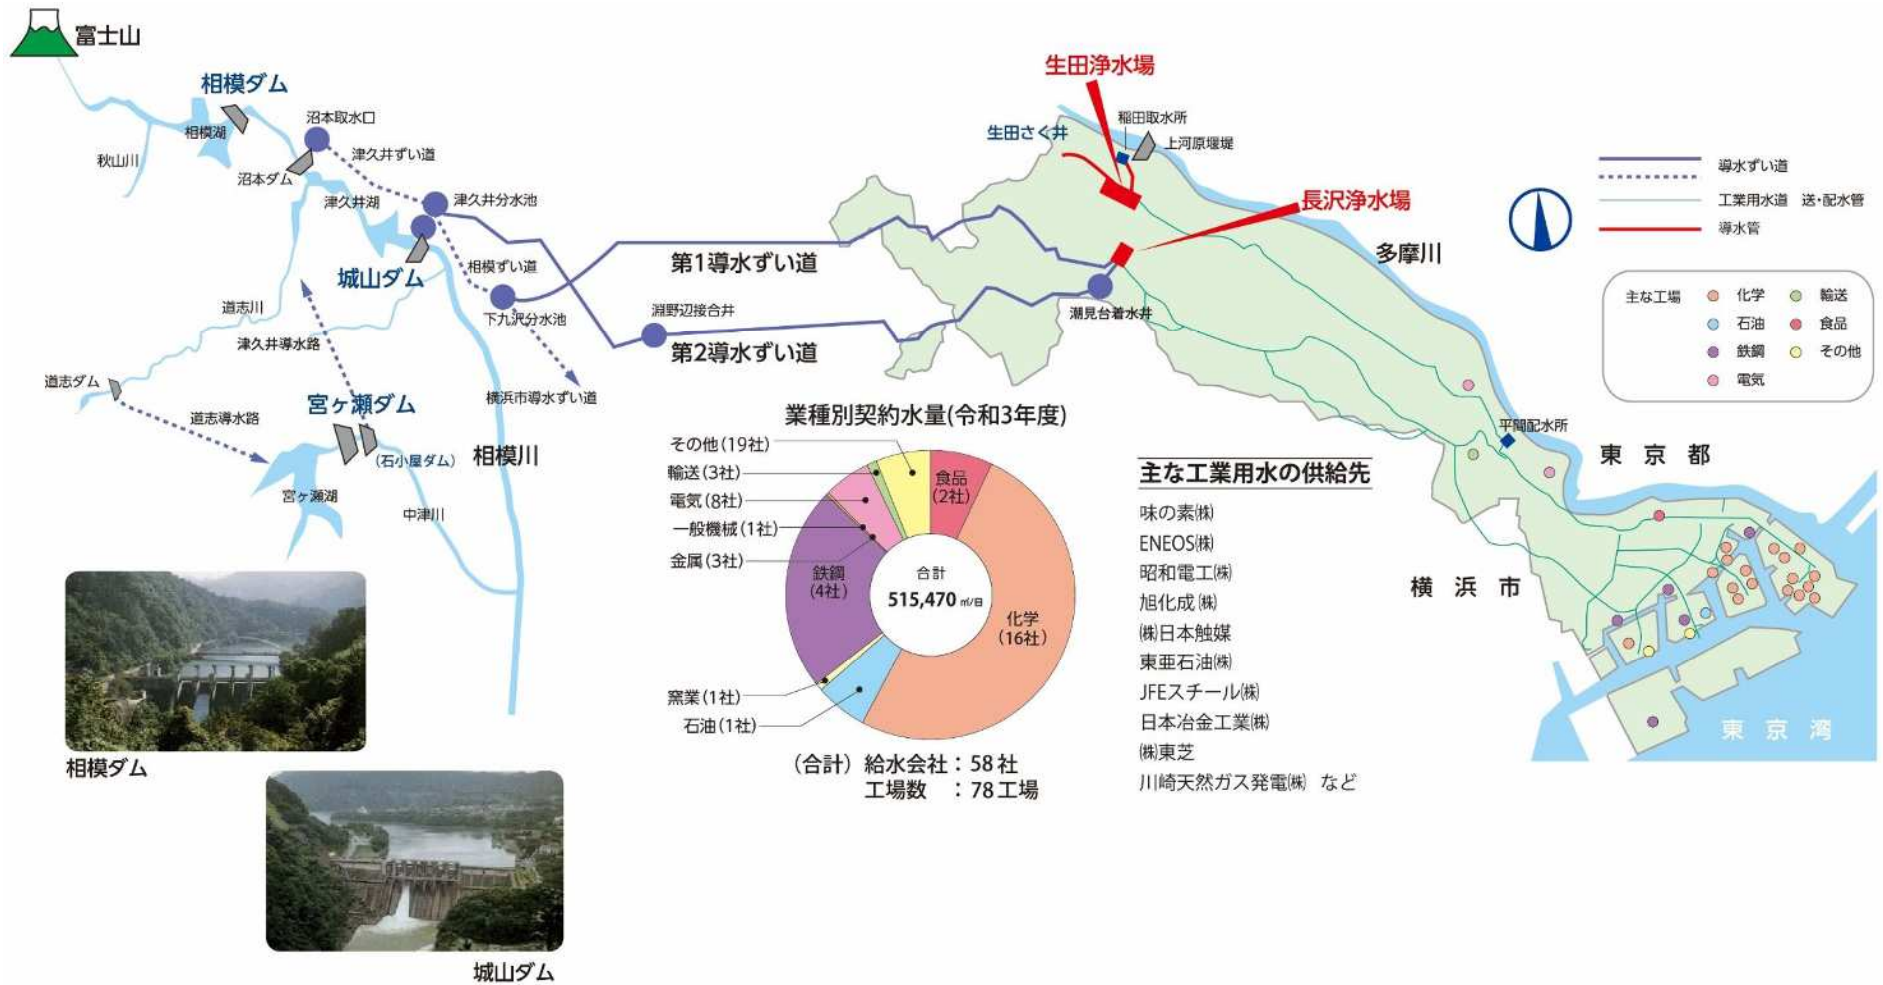 富士山
相模ダム
相模湖
秋山川
沼本取水口
津久井ずい道
沼本ダム
津久井湖
津久井分水池
城山ダム
相模ずい道
下九沢分水池
道志川
津久井導水路
道志ダム
道志導水路
宮ヶ瀬ダム
(石小屋ダム)
宮ヶ瀬湖
中津川
相模川
横浜市導水ずい道
淵野辺接合井
第1導水ずい道
第2導水ずい道
生田浄水場
稲田取水所
生田さく井
上河原堰堤
長沢浄水場
多摩川
潮見台着水井
平間配水所
東京都
横浜市
東京湾
導水ずい道
工業用水道 送・配水管
導水管
主な工場
化学
石油
鉄鋼
電気
輸送
食品
その他
業種別契約水量(令和3年度)
その他(19社)
輸送(3社)
電気(8社)
一般機械(1社)
金属(3社)
鉄鋼
(4社)
窯業(1社)
石油(1社)
食品
(2社)
化学
(16社)
合計
515,470 ㎥/日
(合計) 給水会社：58社
工場数 ：78工場
主な工業用水の供給先
味の素㈱
ENEOS㈱
昭和電工㈱
旭化成㈱
㈱日本触媒
東亜石油㈱
JFEスチール㈱
日本冶金工業㈱
㈱東芝
川崎天然ガス発電㈱ など
相模ダム
城山ダム